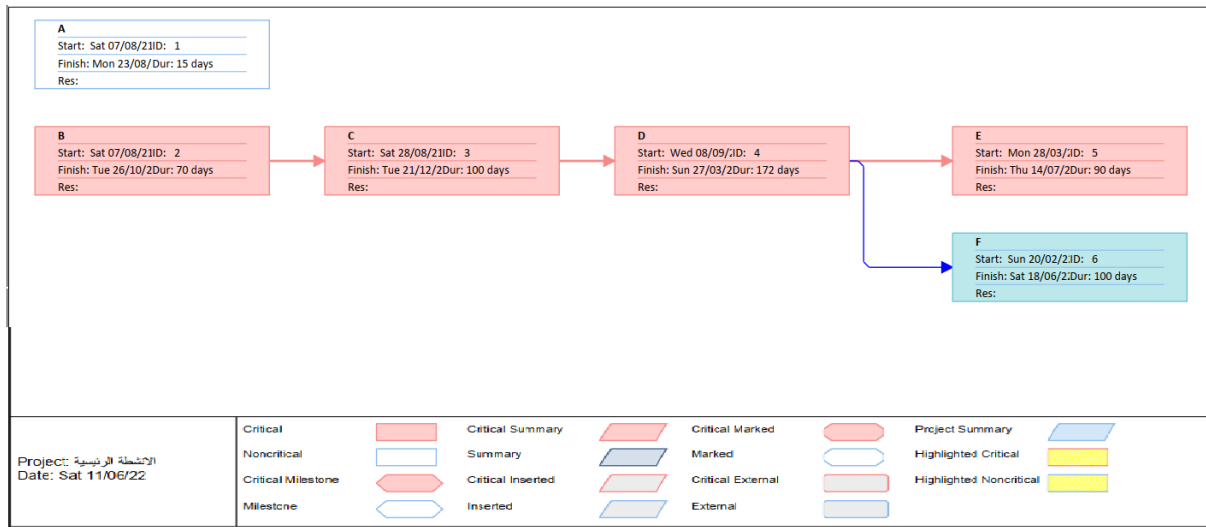 A
Start: Sat 07/08/21ID: 1
Finish: Mon 23/08/Dur: 15 days
Res:
B
Start: Sat 07/08/21ID: 2
Finish: Tue 26/10/2Dur: 70 days
Res:
C
Start: Sat 28/08/21ID: 3
Finish: Tue 21/12/2Dur: 100 days
Res:
D
Start: Wed 08/09/2ID: 4
Finish: Sun 27/03/2Dur: 172 days
Res:
E
Start: Mon 28/03/2ID: 5
Finish: Thu 14/07/2Dur: 90 days
Res:
F
Start: Sun 20/02/22ID: 6
Finish: Sat 18/06/22Dur: 100 days
Res:
Project: الانشطة الرئيسية
Date: Sat 11/06/22
Critical Critical Summary Critical Marked Project Summary
Noncritical Summary Marked Highlighted Critical
Critical Milestone Critical Inserted Critical External Highlighted Noncritical
Milestone Inserted External